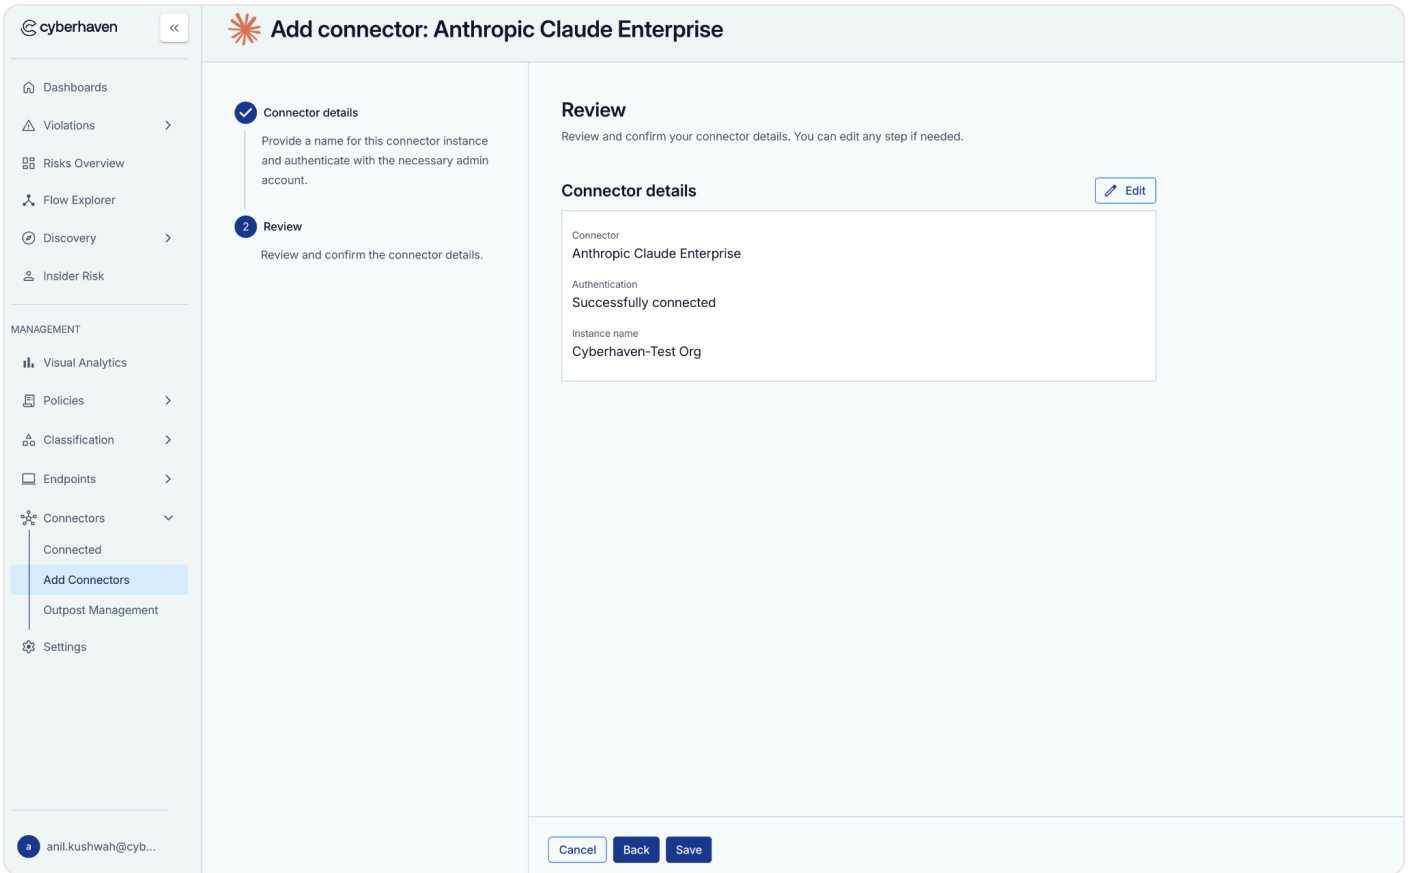 cyberhaven
Add connector: Anthropic Claude Enterprise
Dashboards
Violations
Risks Overview
Flow Explorer
Discovery
Insider Risk
MANAGEMENT
Visual Analytics
Policies
Classification
Endpoints
Connectors
Connected
Add Connectors
Outpost Management
Settings
a
anil.kushwah@cyb...
Connector details
Provide a name for this connector instance
and authenticate with the necessary admin
account.
2
Review
Review and confirm the connector details.
Review
Review and confirm your connector details. You can edit any step if needed.
Connector details
Edit
Connector
Anthropic Claude Enterprise
Authentication
Successfully connected
Instance name
Cyberhaven-Test Org
Cancel
Back
Save